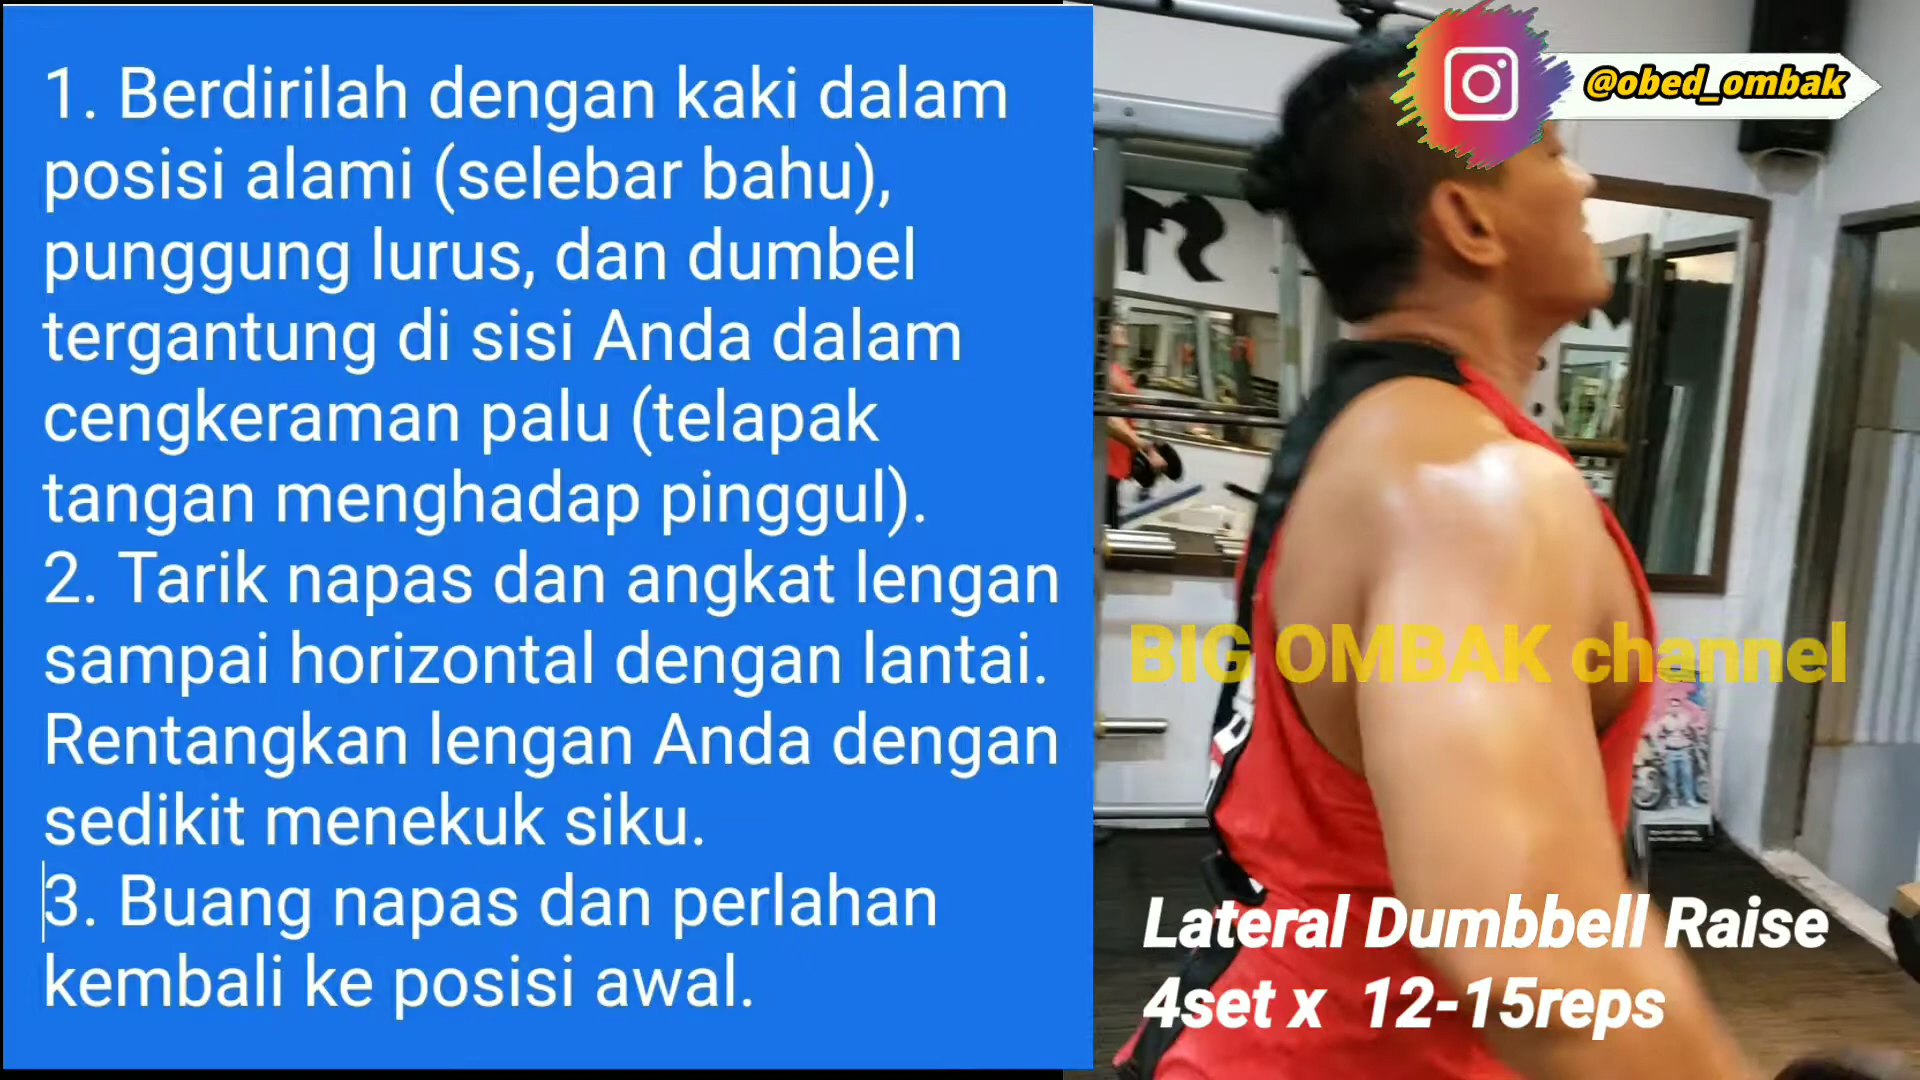 1. Berdirilah dengan kaki dalam
posisi alami (selebar bahu),
punggung lurus, dan dumbel
tergantung di sisi Anda dalam
cengkeraman palu (telapak
tangan menghadap pinggul).
2. Tarik napas dan angkat lengan
sampai horizontal dengan lantai.
Rentangkan lengan Anda dengan
sedikit menekuk siku.
3. Buang napas dan perlahan
kembali ke posisi awal.
@obed_ombak
BIG OMBAK channel
Lateral Dumbbell Raise
4set x 12-15reps